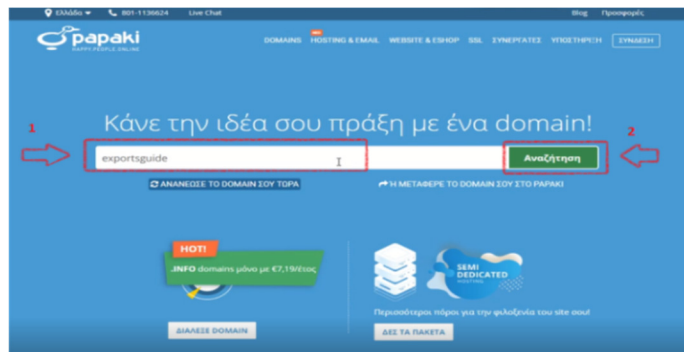 Ελλάδα 801-1136624 Live Chat Blog Προσφορές
papaki
HAPPY PEOPLE ONLINE
DOMAINS HOT HOSTING & EMAIL WEBSITE & ESHOP SSL ΣΥΝΕΡΓΑΤΕΣ ΥΠΟΣΤΗΡΙΞΗ ΣΥΝΔΕΣΗ
Κάνε την ιδέα σου πράξη με ένα domain!
1
2
exportsguide
Αναζήτηση
ΑΝΑΝΕΩΣΕ ΤΟ DOMAIN ΣΟΥ ΤΩΡΑ
Ή ΜΕΤΑΦΕΡΕ ΤΟ DOMAIN ΣΟΥ ΣΤΟ PAPAKI
HOT!
.INFO domains μόνο με €7,19/έτος
ΔΙΑΛΕΞΕ DOMAIN
SEMI
DEDICATED
HOSTING
Περισσότεροι πόροι για την φιλοξενία του site σου!
ΔΕΣ ΤΑ ΠΑΚΕΤΑ